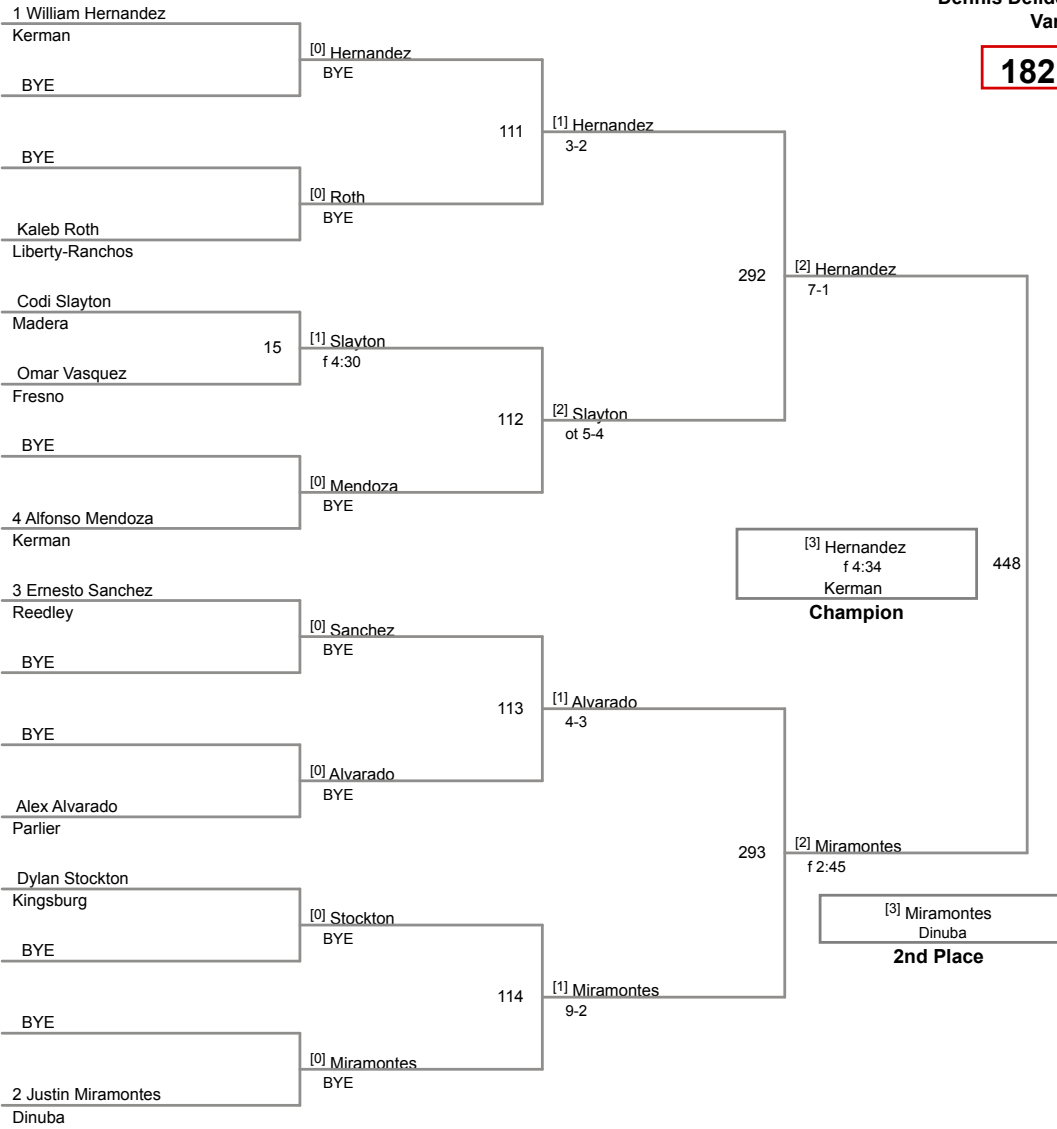 Dennis
Var
182
1 William Hernandez
Kerman
BYE
BYE
Kaleb Roth
Liberty-Ranchos
Codi Slayton
Madera
15
Omar Vasquez
Fresno
BYE
4 Alfonso Mendoza
Kerman
3 Ernesto Sanchez
Reedley
BYE
BYE
Alex Alvarado
Parlier
Dylan Stockton
Kingsburg
BYE
BYE
2 Justin Miramontes
Dinuba
[0] Hernandez
BYE
111
[0] Roth
BYE
[1] Slayton
f 4:30
112
[0] Mendoza
BYE
[0] Sanchez
BYE
113
[0] Alvarado
BYE
[0] Stockton
BYE
114
[0] Miramontes
BYE
[1] Hernandez
3-2
292
[2] Slayton
ot 5-4
[1] Alvarado
4-3
293
[1] Miramontes
9-2
[2] Hernandez
7-1
448
[2] Miramontes
f 2:45
[3] Hernandez
f 4:34
Kerman
Champion
[3] Miramontes
Dinuba
2nd Place